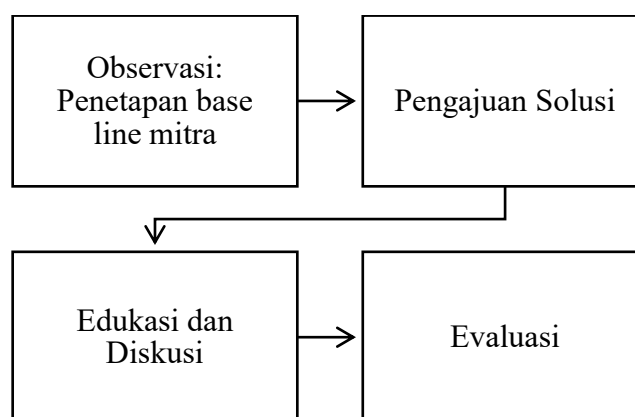 Observasi:
Penetapan base
line mitra
Pengajuan Solusi
Edukasi dan
Diskusi
Evaluasi